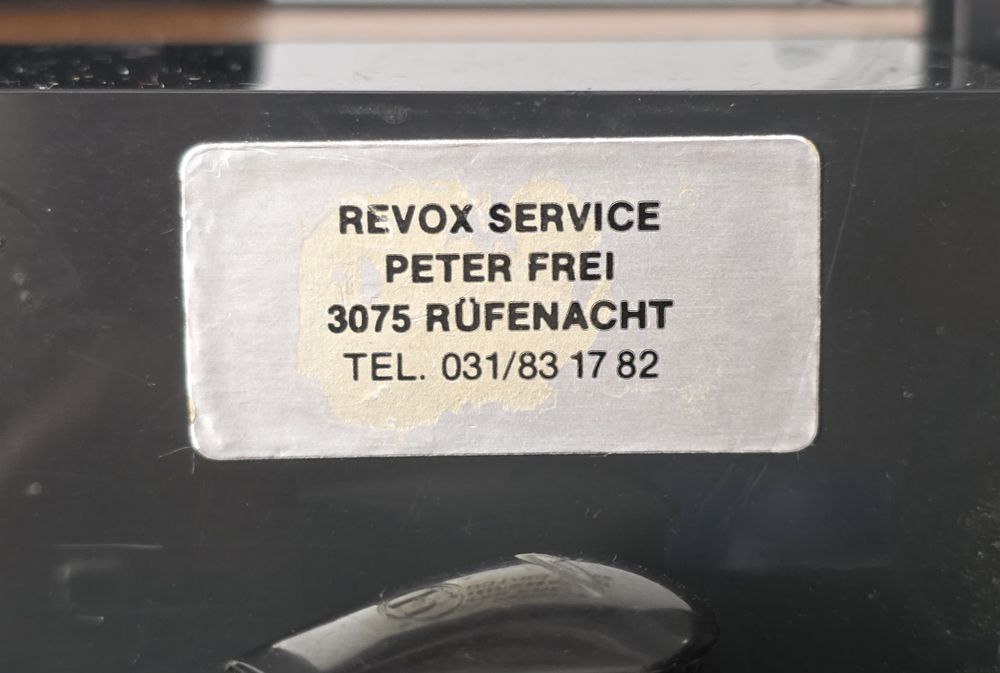 REVOX SERVICE
PETER FREI
3075 RÜFENACHT
TEL. 031/83 17 82